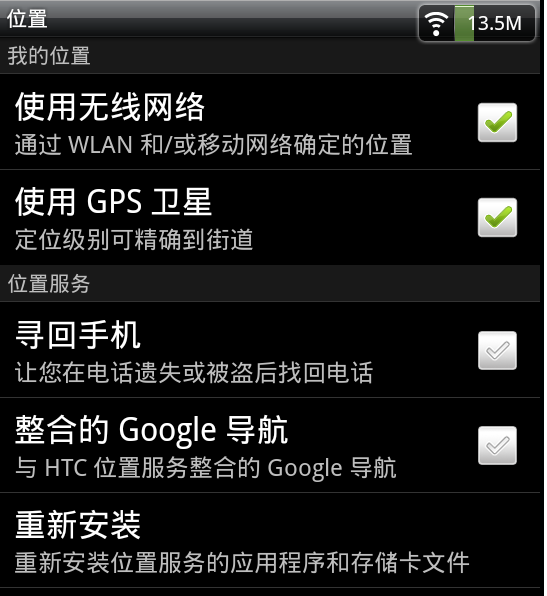 位置
13.5M
我的位置
使用无线网络
通过 WLAN 和/或移动网络确定的位置
使用 GPS 卫星
定位级别可精确到街道
位置服务
寻回手机
让您在电话遗失或被盗后找回电话
整合的 Google 导航
与 HTC 位置服务整合的 Google 导航
重新安装
重新安装位置服务的应用程序和存储卡文件